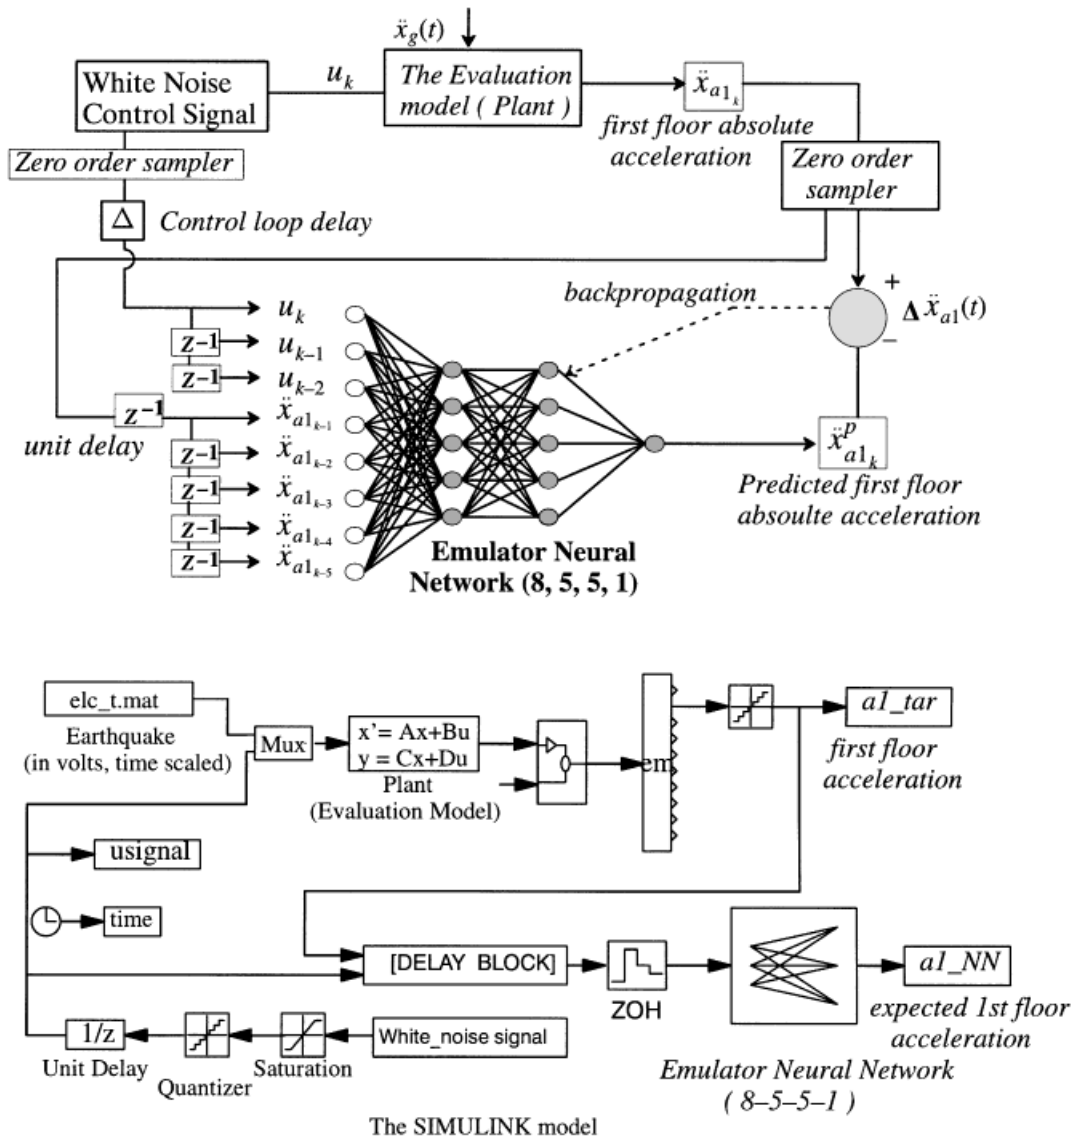 ẍg(t)
White Noise
Control Signal
uk
The Evaluation
model ( Plant )
ẍa1k
first floor absolute
acceleration
Zero order sampler
Zero order
sampler
Δ
Control loop delay
backpropagation
+
Δ ẍa1(t)
−
uk
z−1
uk−1
z−1
uk−2
z−1
ẍa1k−1
unit delay
z−1
ẍa1k−2
z−1
ẍa1k−3
z−1
ẍa1k−4
z−1
ẍa1k−5
ẍpa1k
Predicted first floor
absoulte acceleration
Emulator Neural
Network (8, 5, 5, 1)
elc_t.mat
Earthquake
(in volts, time scaled)
Mux
x'= Ax+Bu
y = Cx+Du
Plant
(Evaluation Model)
em
a1_tar
first floor
acceleration
usignal
time
[DELAY BLOCK]
ZOH
a1_NN
expected 1st floor
acceleration
1/z
Unit Delay
Quantizer
Saturation
White_noise signal
Emulator Neural Network
( 8–5–5–1 )
The SIMULINK model